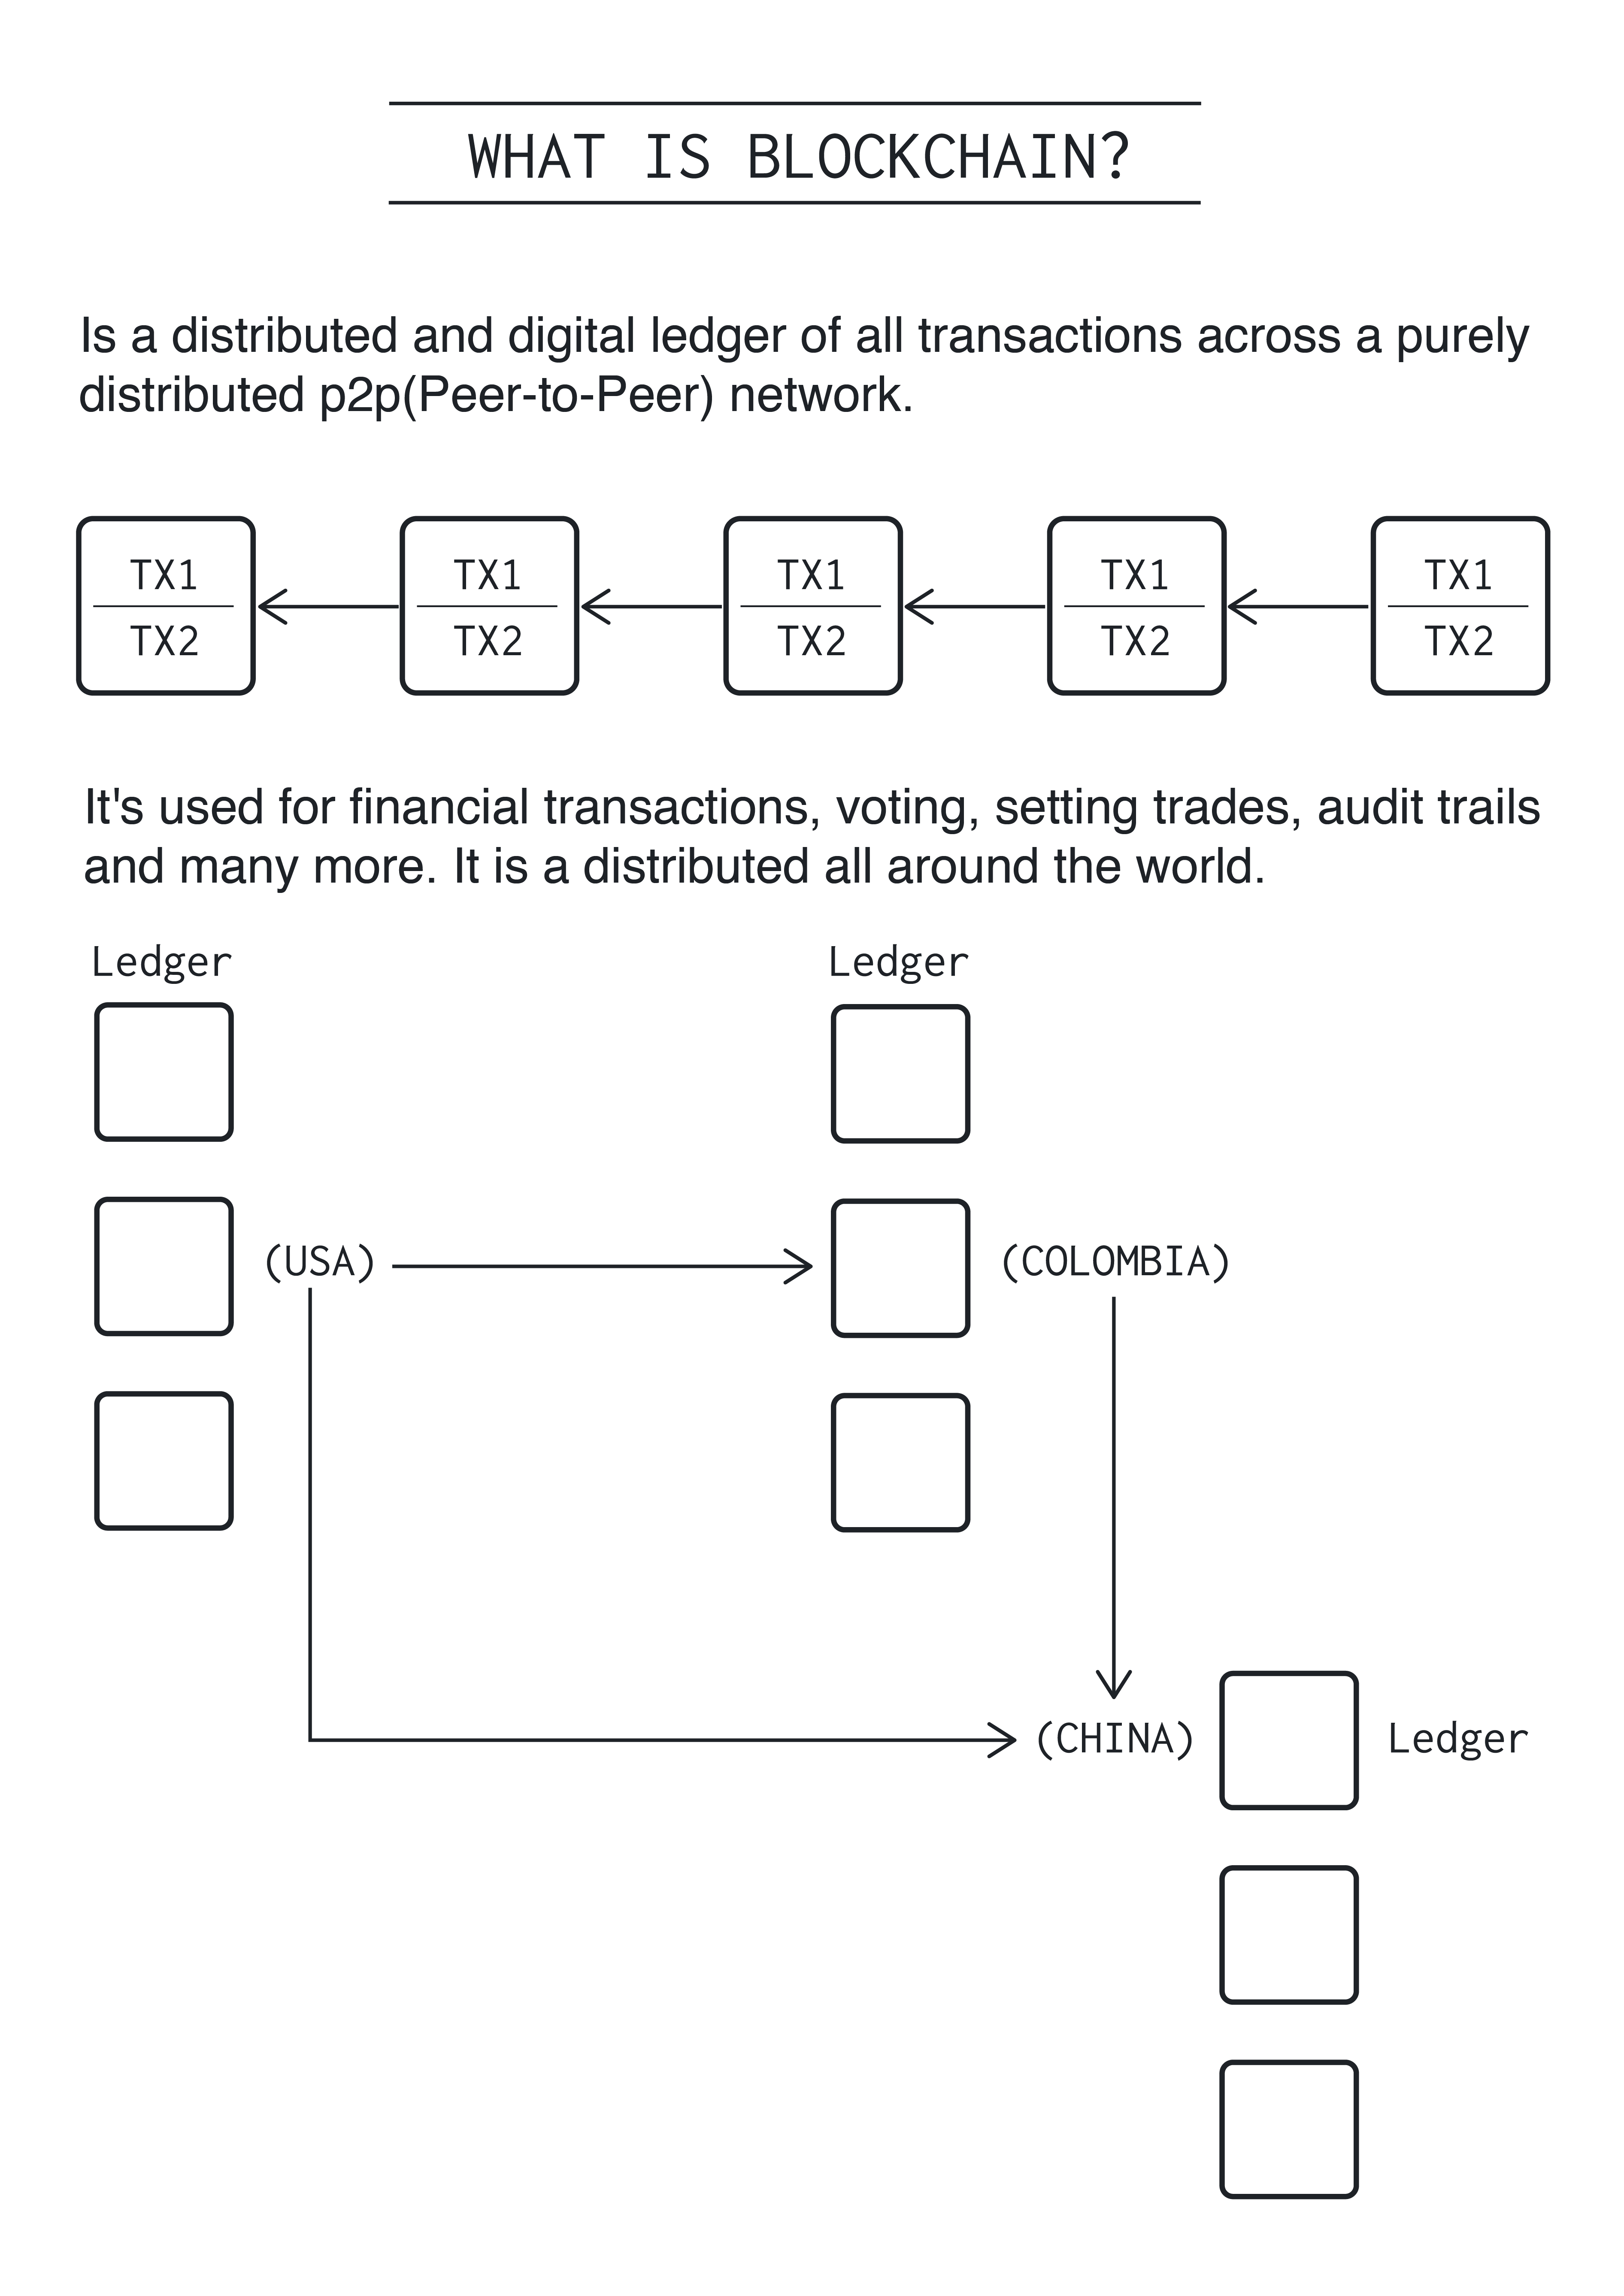 WHAT IS BLOCKCHAIN?
Is a distributed and digital ledger of all transactions across a purely
distributed p2p(Peer-to-Peer) network.
TX1 TX1 TX1 TX1 TX1
TX2 TX2 TX2 TX2 TX2
It's used for financial transactions, voting, setting trades, audit trails
and many more. It is a distributed all around the world.
Ledger Ledger
(USA) (COLOMBIA)
(CHINA) Ledger